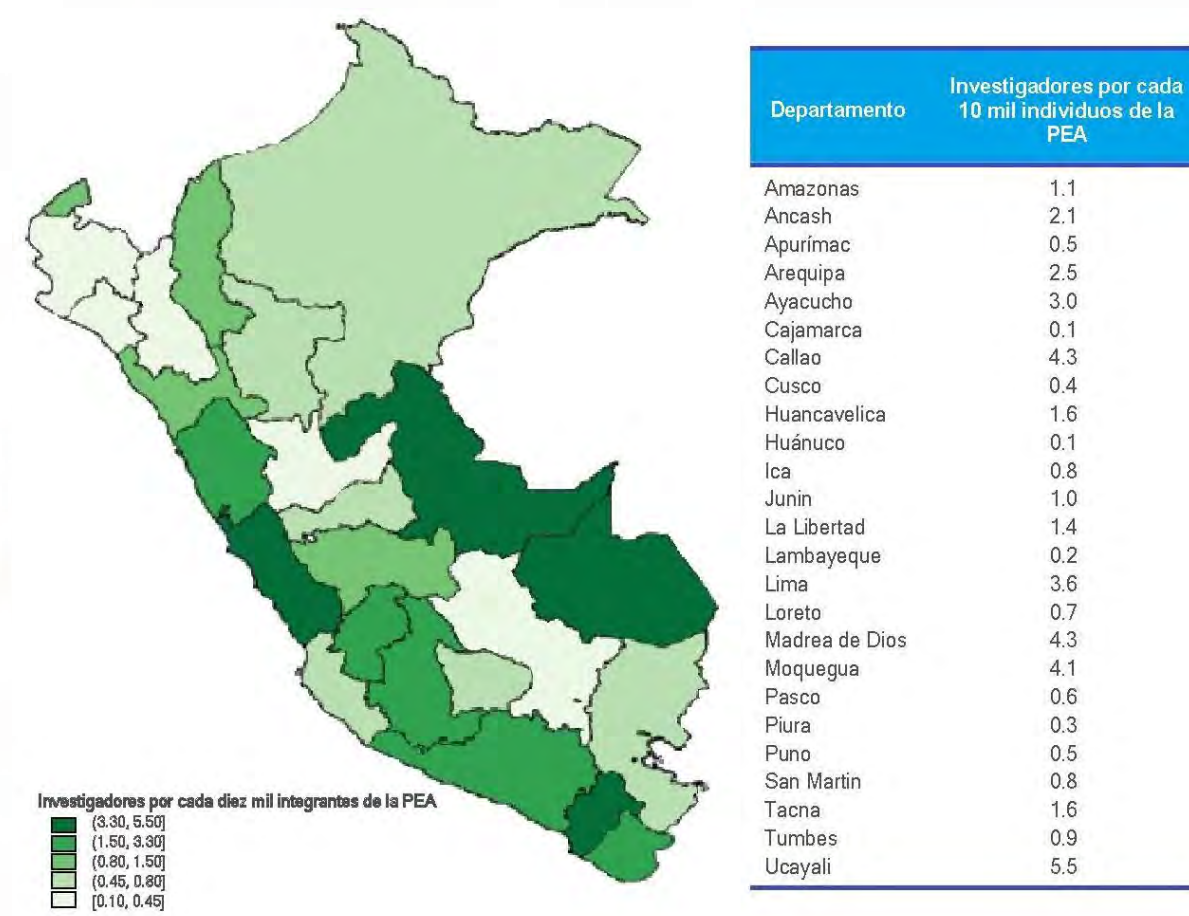 Departamento Investigadores por cada 10 mil individuos de la PEA
Amazonas 1.1
Ancash 2.1
Apurímac 0.5
Arequipa 2.5
Ayacucho 3.0
Cajamarca 0.1
Callao 4.3
Cusco 0.4
Huancavelica 1.6
Huánuco 0.1
Ica 0.8
Junin 1.0
La Libertad 1.4
Lambayeque 0.2
Lima 3.6
Loreto 0.7
Madrea de Dios 4.3
Moquegua 4.1
Pasco 0.6
Piura 0.3
Puno 0.5
San Martin 0.8
Tacna 1.6
Tumbes 0.9
Ucayali 5.5
Investigadores por cada diez mil integrantes de la PEA
(3.30, 5.50]
(1.50, 3.30]
(0.80, 1.50]
(0.45, 0.80]
[0.10, 0.45]